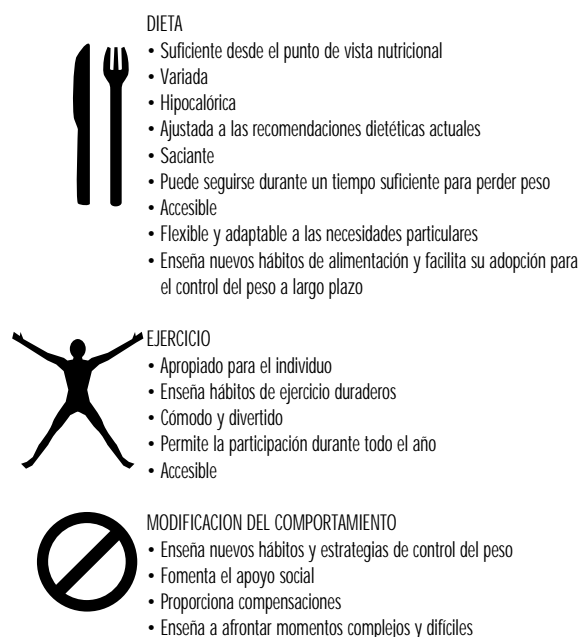 DIETA
• Suficiente desde el punto de vista nutricional
• Variada
• Hipocalórica
• Ajustada a las recomendaciones dietéticas actuales
• Saciante
• Puede seguirse durante un tiempo suficiente para perder peso
• Accesible
• Flexible y adaptable a las necesidades particulares
• Enseña nuevos hábitos de alimentación y facilita su adopción para
el control del peso a largo plazo
EJERCICIO
• Apropiado para el individuo
• Enseña hábitos de ejercicio duraderos
• Cómodo y divertido
• Permite la participación durante todo el año
• Accesible
MODIFICACION DEL COMPORTAMIENTO
• Enseña nuevos hábitos y estrategias de control del peso
• Fomenta el apoyo social
• Proporciona compensaciones
• Enseña a afrontar momentos complejos y difíciles